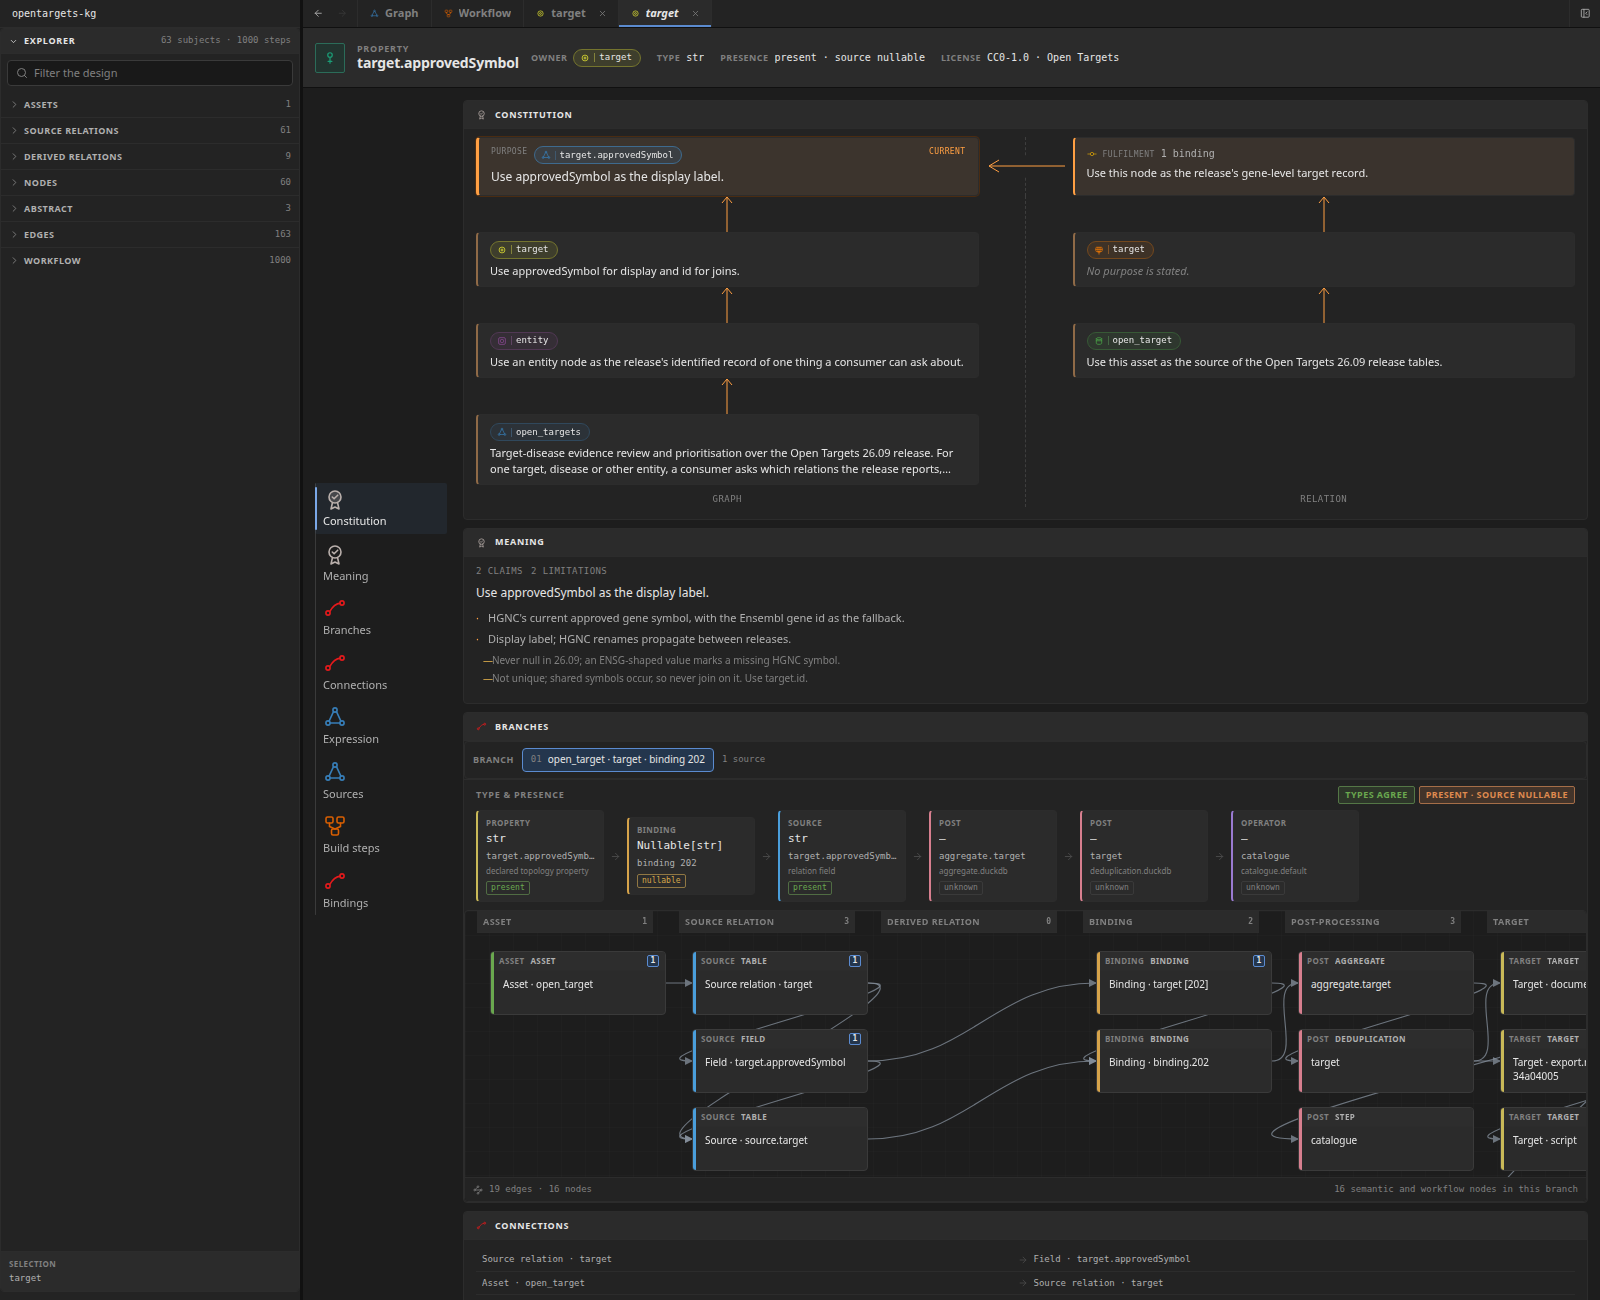 opentargets-kg
Graph
Workflow
target
target
EXPLORER 63 subjects · 1000 steps
Filter the design
ASSETS 1
SOURCE RELATIONS 61
DERIVED RELATIONS 9
NODES 60
ABSTRACT 3
EDGES 163
WORKFLOW 1000
SELECTION
target
PROPERTY
target.approvedSymbol
OWNER target TYPE str PRESENCE present · source nullable LICENSE CC0-1.0 · Open Targets
Constitution
Meaning
Branches
Connections
Expression
Sources
Build steps
Bindings
CONSTITUTION
PURPOSE target.approvedSymbol CURRENT
Use approvedSymbol as the display label.
FULFILMENT 1 binding
Use this node as the release's gene-level target record.
target
Use approvedSymbol for display and id for joins.
target
No purpose is stated.
entity
Use an entity node as the release's identified record of one thing a consumer can ask about.
open_target
Use this asset as the source of the Open Targets 26.09 release tables.
open_targets
Target-disease evidence review and prioritisation over the Open Targets 26.09 release. For
one target, disease or other entity, a consumer asks which relations the release reports,...
GRAPH
RELATION
MEANING
2 CLAIMS 2 LIMITATIONS
Use approvedSymbol as the display label.
· HGNC's current approved gene symbol, with the Ensembl gene id as the fallback.
· Display label; HGNC renames propagate between releases.
—Never null in 26.09; an ENSG-shaped value marks a missing HGNC symbol.
—Not unique; shared symbols occur, so never join on it. Use target.id.
BRANCHES
BRANCH 01 open_target · target · binding 202 1 source
TYPE & PRESENCE TYPES AGREE PRESENT · SOURCE NULLABLE
PROPERTY
str
target.approvedSymb…
declared topology property
present
BINDING
Nullable[str]
binding 202
nullable
SOURCE
str
target.approvedSymb…
relation field
present
POST
—
aggregate.target
aggregate.duckdb
unknown
POST
—
target
deduplication.duckdb
unknown
OPERATOR
—
catalogue
catalogue.default
unknown
ASSET 1
SOURCE RELATION 3
DERIVED RELATION 0
BINDING 2
POST-PROCESSING 3
TARGET
ASSET ASSET 1
Asset · open_target
SOURCE TABLE 1
Source relation · target
BINDING BINDING 1
Binding · target [202]
POST AGGREGATE
aggregate.target
TARGET TARGET
Target · docume
SOURCE FIELD 1
Field · target.approvedSymbol
BINDING BINDING
Binding · binding.202
POST DEDUPLICATION
target
TARGET TARGET
Target · export.
34a04005
SOURCE TABLE
Source · source.target
POST STEP
catalogue
TARGET TARGET
Target · script
19 edges · 16 nodes
16 semantic and workflow nodes in this branch
CONNECTIONS
Source relation · target → Field · target.approvedSymbol
Asset · open_target → Source relation · target